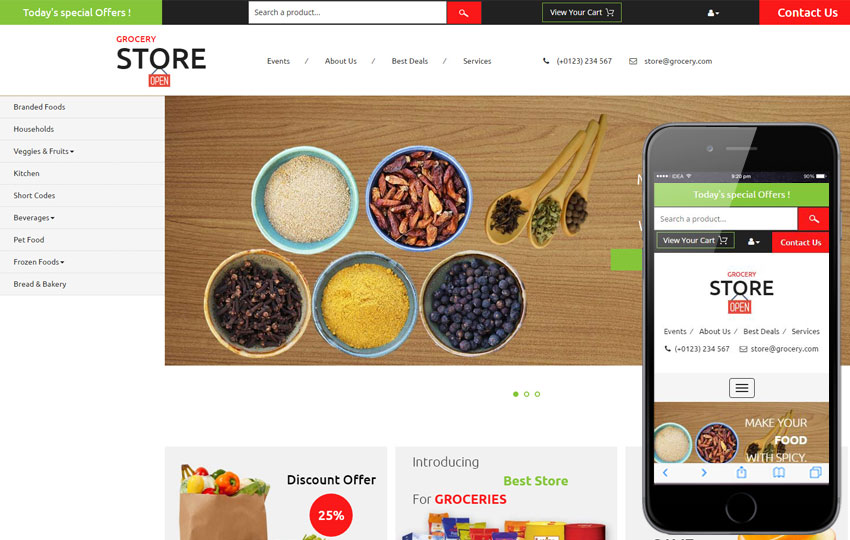 Today's special Offers !
Search a product...
View Your Cart
Contact Us
GROCERY
STORE
OPEN
Events / About Us / Best Deals / Services
(+0123) 234 567
store@grocery.com
Branded Foods
Households
Veggies & Fruits
Kitchen
Short Codes
Beverages
Pet Food
Frozen Foods
Bread & Bakery
Discount Offer
25%
Introducing
Best Store
For GROCERIES
IDEA 9:20 pm 90%
Today's special Offers !
Search a product...
View Your Cart
Contact Us
GROCERY
STORE
OPEN
Events / About Us / Best Deals / Services
(+0123) 234 567 store@grocery.com
MAKE YOUR
FOOD
WITH SPICY.